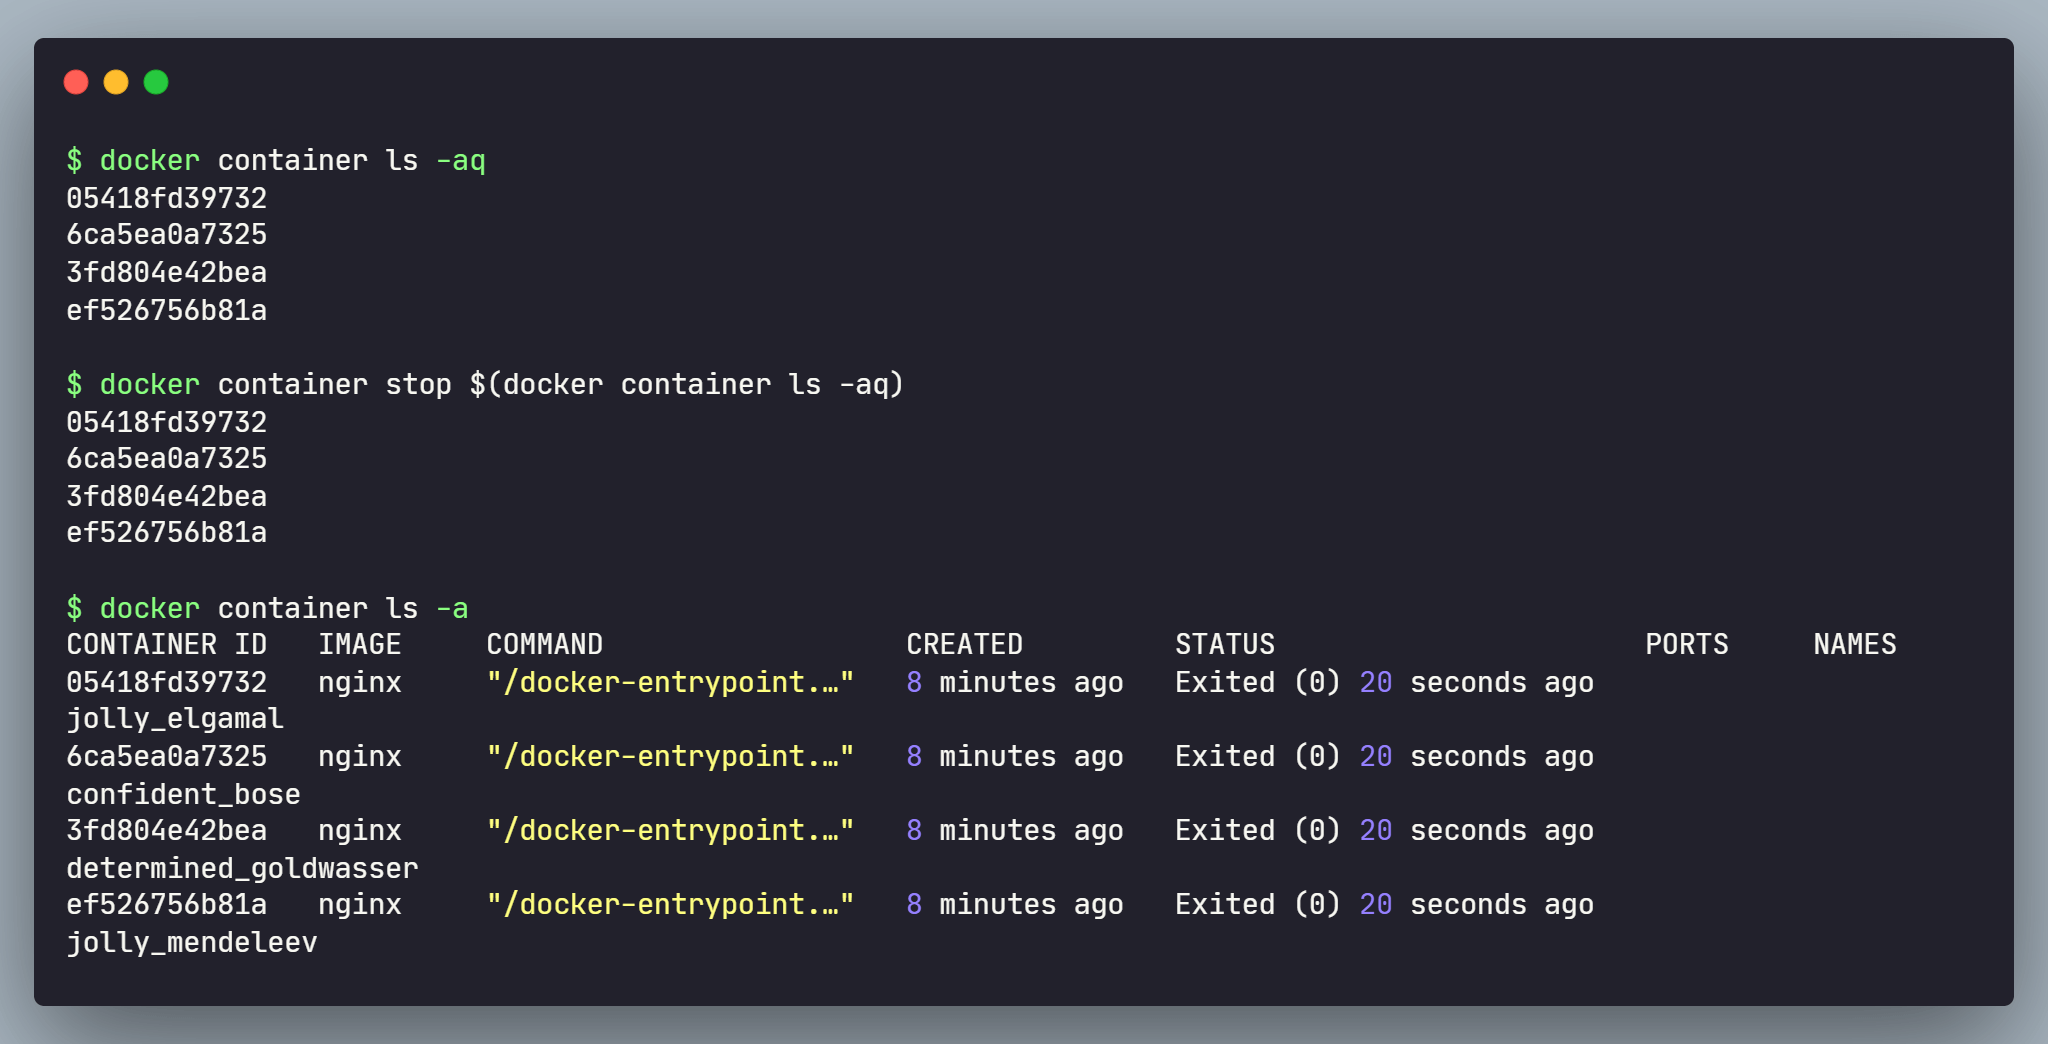 $ docker container ls -aq
05418fd39732
6ca5ea0a7325
3fd804e42bea
ef526756b81a
$ docker container stop $(docker container ls -aq)
05418fd39732
6ca5ea0a7325
3fd804e42bea
ef526756b81a
$ docker container ls -a
CONTAINER ID   IMAGE     COMMAND                  CREATED         STATUS                      PORTS     NAMES
05418fd39732   nginx     "/docker-entrypoint.…"   8 minutes ago   Exited (0) 20 seconds ago
jolly_elgamal
6ca5ea0a7325   nginx     "/docker-entrypoint.…"   8 minutes ago   Exited (0) 20 seconds ago
confident_bose
3fd804e42bea   nginx     "/docker-entrypoint.…"   8 minutes ago   Exited (0) 20 seconds ago
determined_goldwasser
ef526756b81a   nginx     "/docker-entrypoint.…"   8 minutes ago   Exited (0) 20 seconds ago
jolly_mendeleev